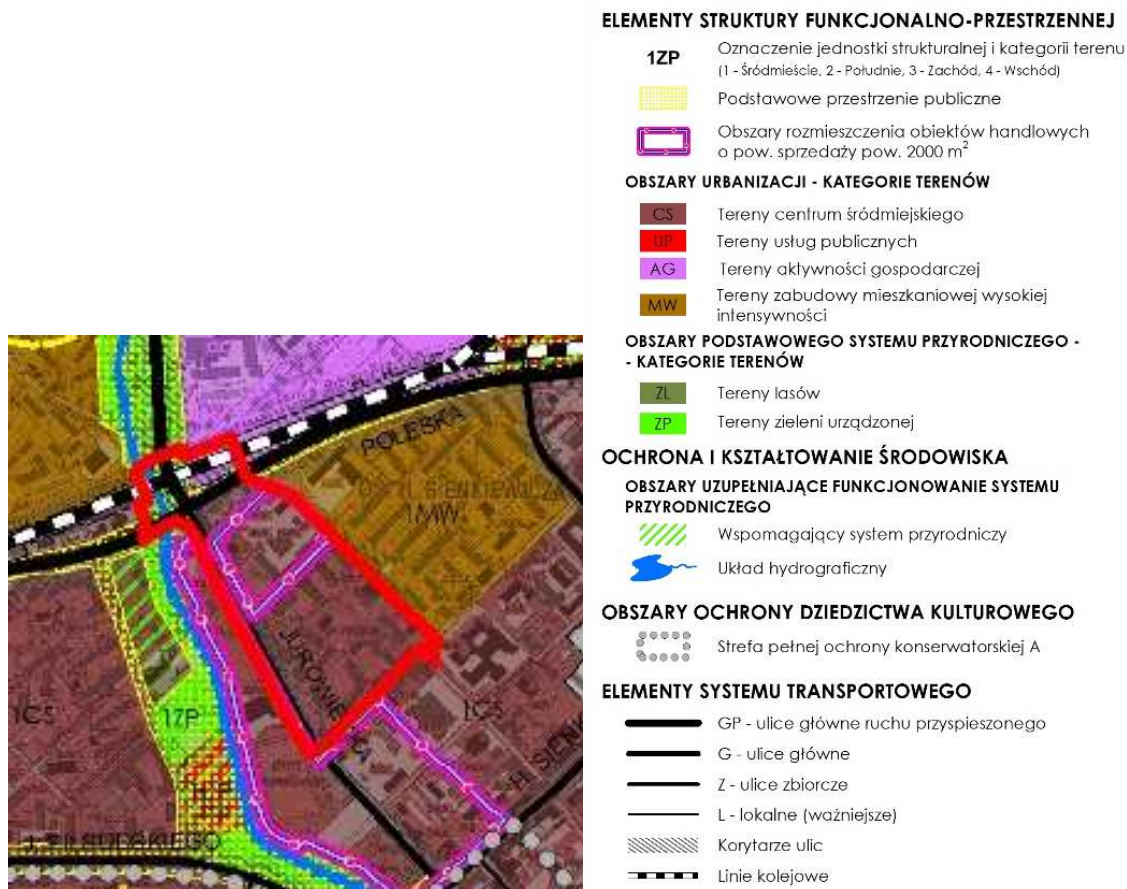 ELEMENTY STRUKTURY FUNKCJONALNO-PRZESTRZENNEJ
1ZP
Oznaczenie jednostki strukturalnej i kategorii terenu
(1 - Śródmieście, 2 - Południe, 3 - Zachód, 4 - Wschód)
Podstawowe przestrzenie publiczne
Obszary rozmieszczenia obiektów handlowych
o pow. sprzedaży pow. 2000 m²
OBSZARY URBANIZACJI - KATEGORIE TERENÓW
CS Tereny centrum śródmiejskiego
UP Tereny usług publicznych
AG Tereny aktywności gospodarczej
MW Tereny zabudowy mieszkaniowej wysokiej
intensywności
OBSZARY PODSTAWOWEGO SYSTEMU PRZYRODNICZEGO -
- KATEGORIE TERENÓW
ZL Tereny lasów
ZP Tereny zieleni urządzonej
OCHRONA I KSZTAŁTOWANIE ŚRODOWISKA
OBSZARY UZUPEŁNIAJĄCE FUNKCJONOWANIE SYSTEMU
PRZYRODNICZEGO
Wspomagający system przyrodniczy
Układ hydrograficzny
OBSZARY OCHRONY DZIEDZICTWA KULTUROWEGO
Strefa pełnej ochrony konserwatorskiej A
ELEMENTY SYSTEMU TRANSPORTOWEGO
GP - ulice główne ruchu przyspieszonego
G - ulice główne
Z - ulice zbiorcze
L - lokalne (ważniejsze)
Korytarze ulic
Linie kolejowe
POLESKA
SIENKIEWICZA
1MW
1CS
1ZP
1CS